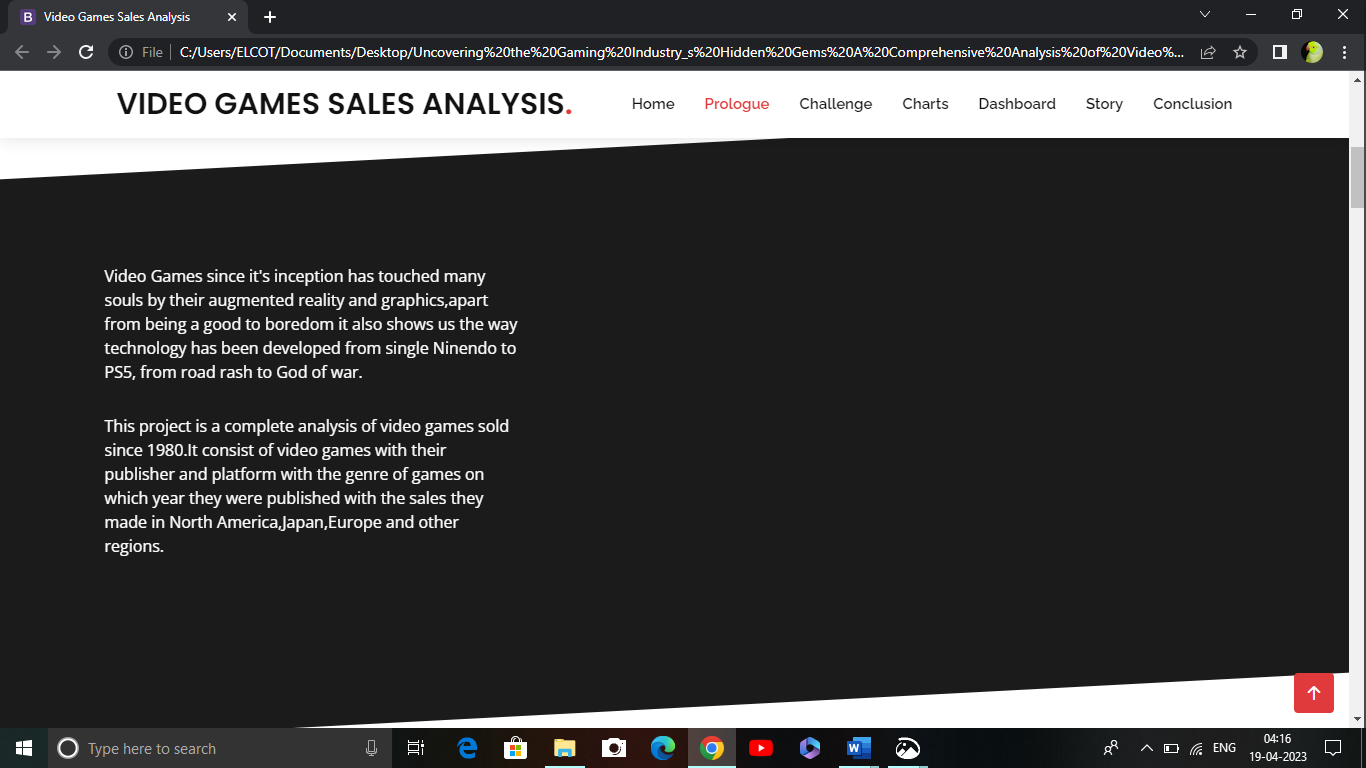 Video Games Sales Analysis
File
C:/Users/ELCOT/Documents/Desktop/Uncovering%20the%20Gaming%20Industry_s%20Hidden%20Gems%20A%20Comprehensive%20Analysis%20of%20Video%...
VIDEO GAMES SALES ANALYSIS.
Home Prologue Challenge Charts Dashboard Story Conclusion
Video Games since it's inception has touched many
souls by their augmented reality and graphics,apart
from being a good to boredom it also shows us the way
technology has been developed from single Ninendo to
PS5, from road rash to God of war.
This project is a complete analysis of video games sold
since 1980.It consist of video games with their
publisher and platform with the genre of games on
which year they were published with the sales they
made in North America,Japan,Europe and other
regions.
Type here to search
ENG
04:16
19-04-2023